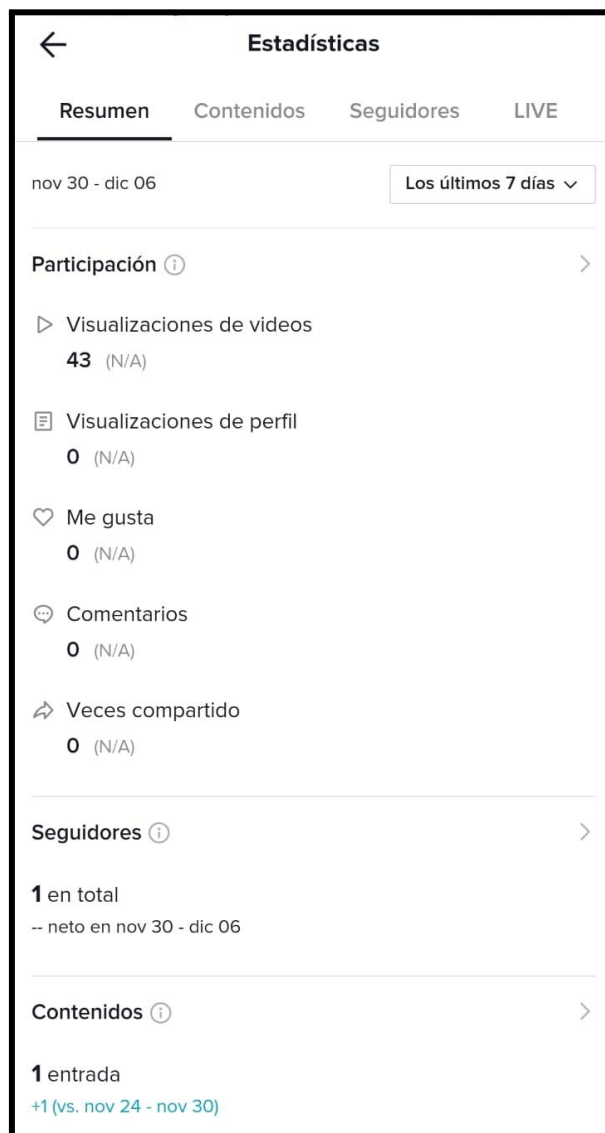 Estadísticas
Resumen Contenidos Seguidores LIVE
nov 30 - dic 06 Los últimos 7 días
Participación
Visualizaciones de videos
43 (N/A)
Visualizaciones de perfil
0 (N/A)
Me gusta
0 (N/A)
Comentarios
0 (N/A)
Veces compartido
0 (N/A)
Seguidores
1 en total
-- neto en nov 30 - dic 06
Contenidos
1 entrada
+1 (vs. nov 24 - nov 30)